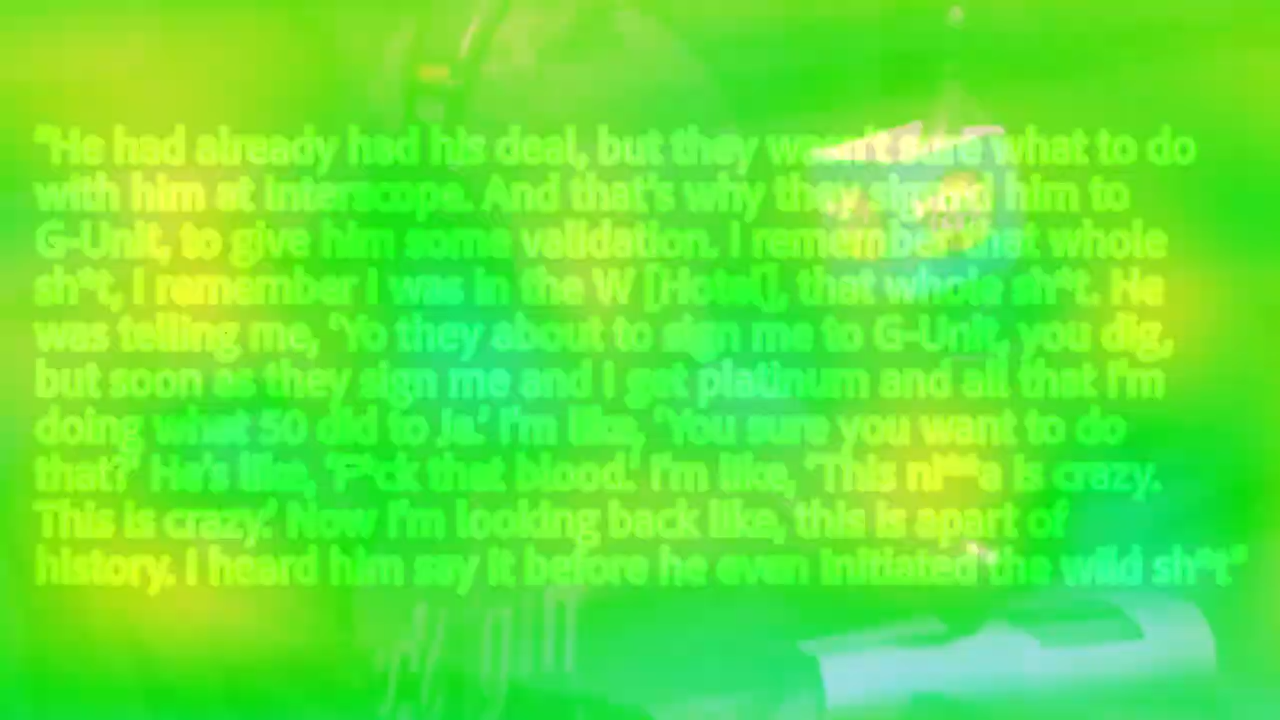 "He had already had his deal, but they wasn't sure what to do
with him at Interscope. And that's why they signed him to
G-Unit, to give him some validation. I remember that whole
sh*t, I remember I was in the W [Hotel], that whole sh*t. He
was telling me, 'Yo they about to sign me to G-Unit, you dig,
but soon as they sign me and I get platinum and all that I'm
doing what 50 did to Ja.' I'm like, 'You sure you want to do
that?' He's like, 'F*ck that blood.' I'm like, 'This ni**a is crazy.
This is crazy.' Now I'm looking back like, this is apart of
history. I heard him say it before he even initiated the wild sh*t"